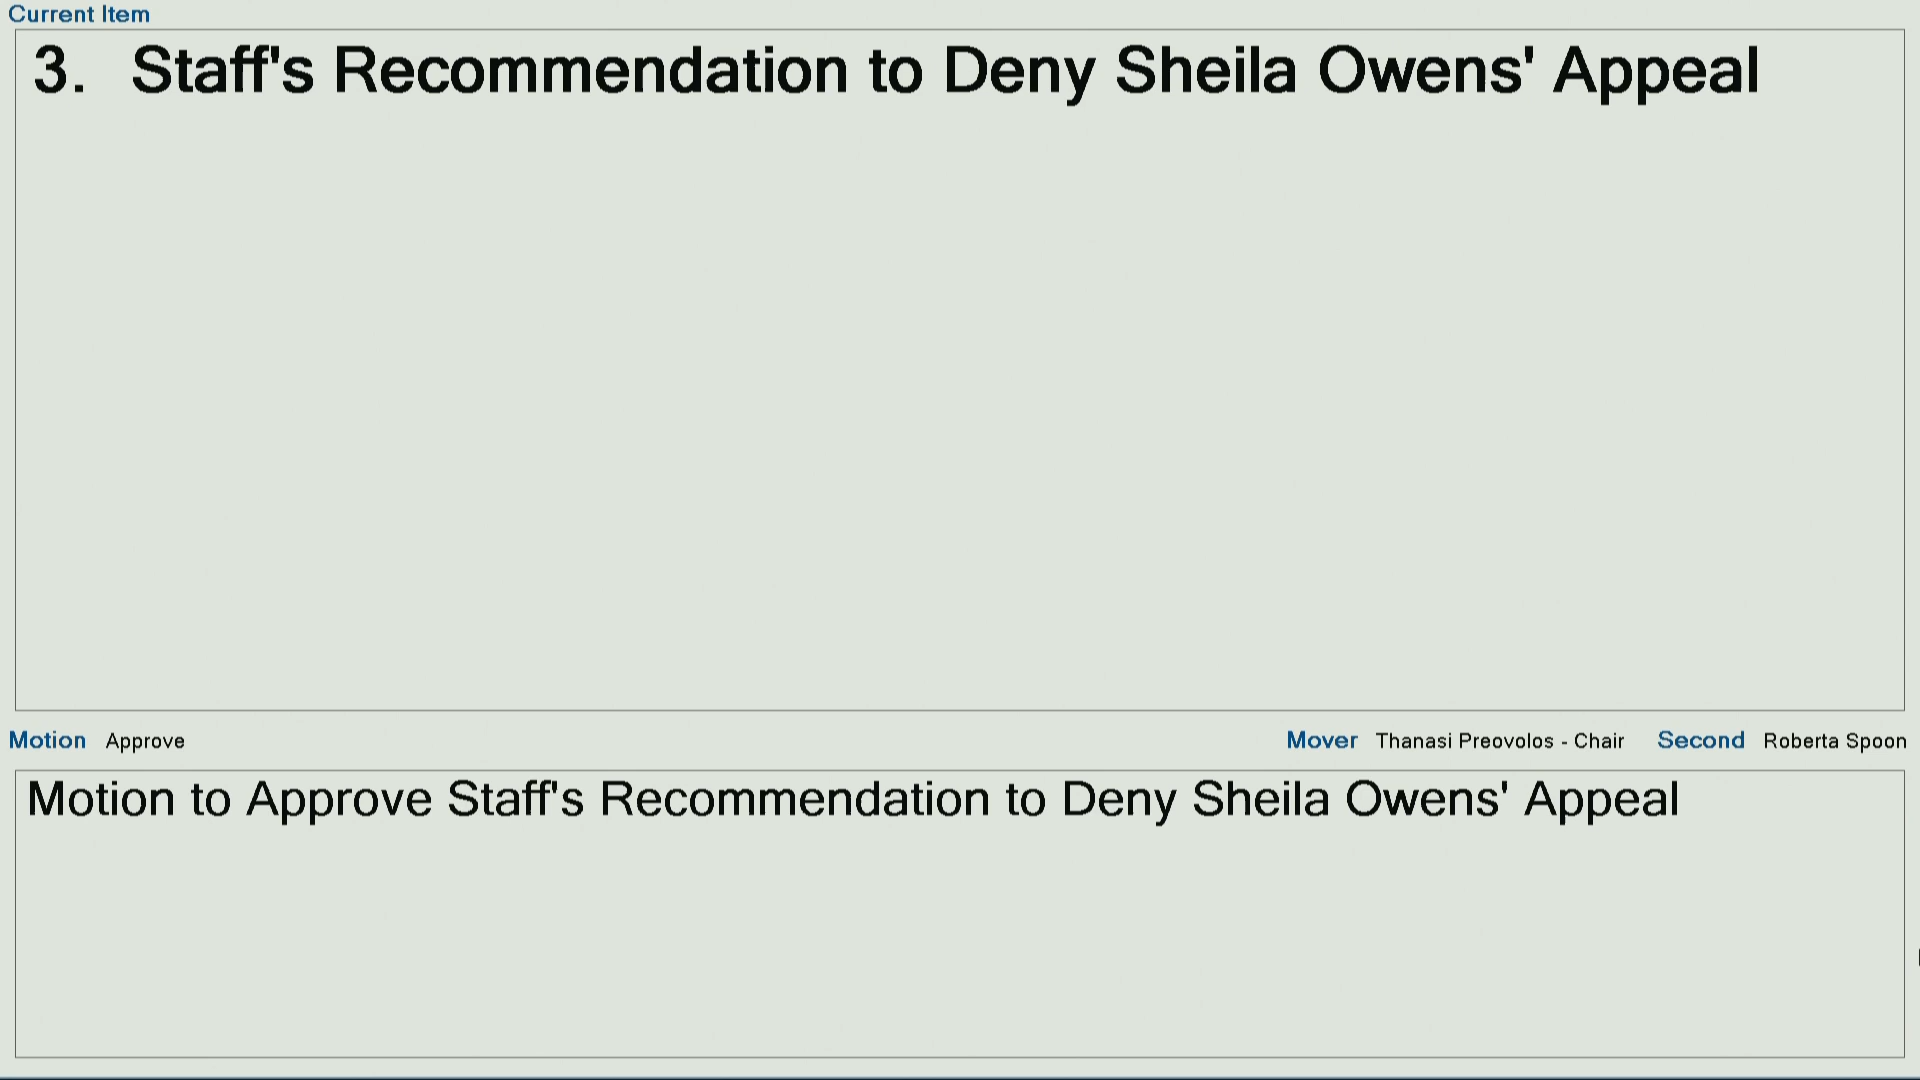 Current Item
3. Staff's Recommendation to Deny Sheila Owens' Appeal
Motion Approve Mover Thanasi Preovolos - Chair Second Roberta Spoon
Motion to Approve Staff's Recommendation to Deny Sheila Owens' Appeal